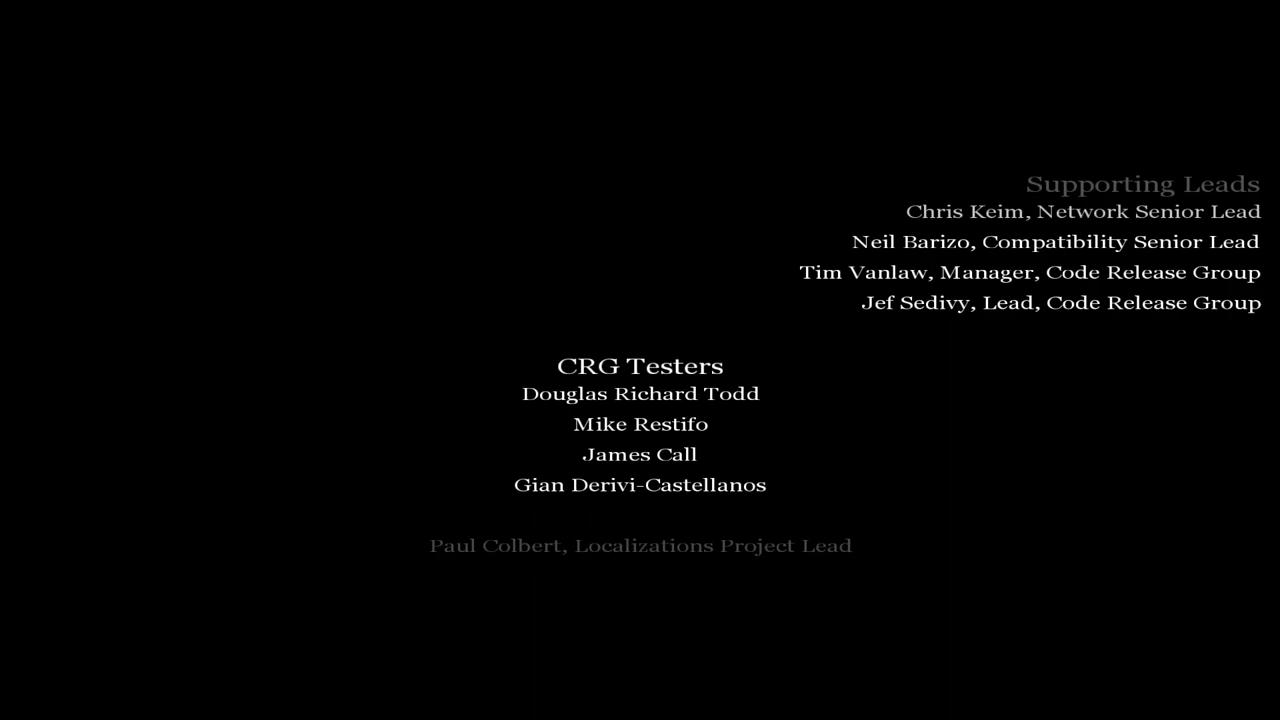 Supporting Leads
Chris Keim, Network Senior Lead
Neil Barizo, Compatibility Senior Lead
Tim Vanlaw, Manager, Code Release Group
Jef Sedivy, Lead, Code Release Group
CRG Testers
Douglas Richard Todd
Mike Restifo
James Call
Gian Derivi-Castellanos
Paul Colbert, Localizations Project Lead